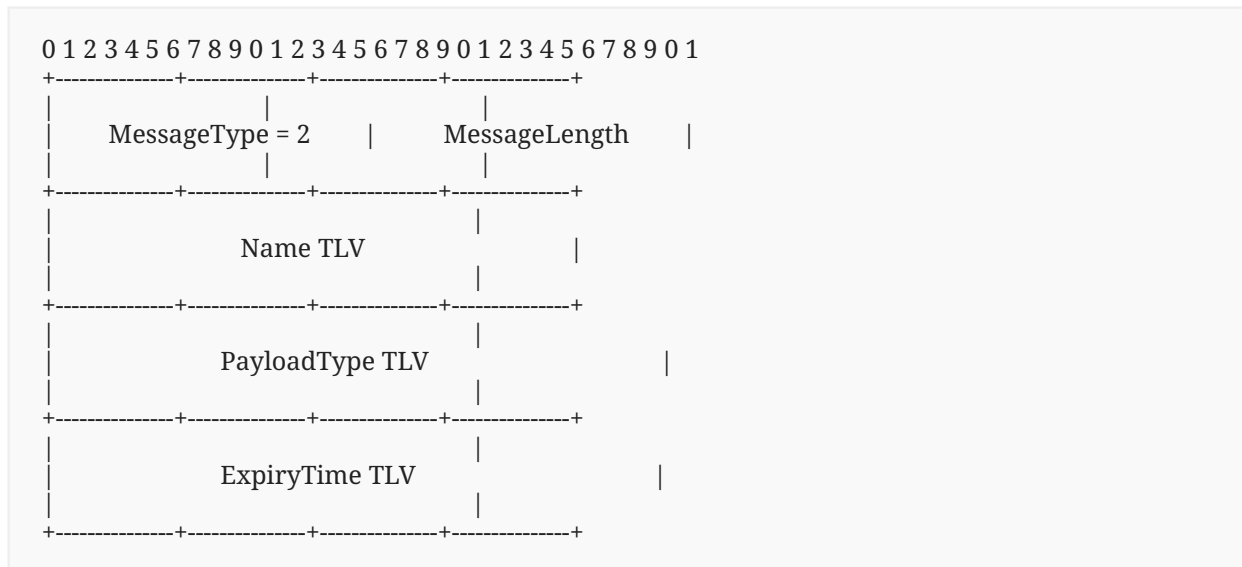 0 1 2 3 4 5 6 7 8 9 0 1 2 3 4 5 6 7 8 9 0 1 2 3 4 5 6 7 8 9 0 1
+---------------+---------------+---------------+---------------+
| | |
| MessageType = 2 | MessageLength |
| | |
+---------------+---------------+---------------+---------------+
| |
| Name TLV |
| |
+---------------+---------------+---------------+---------------+
| |
| PayloadType TLV |
| |
+---------------+---------------+---------------+---------------+
| |
| ExpiryTime TLV |
| |
+---------------+---------------+---------------+---------------+